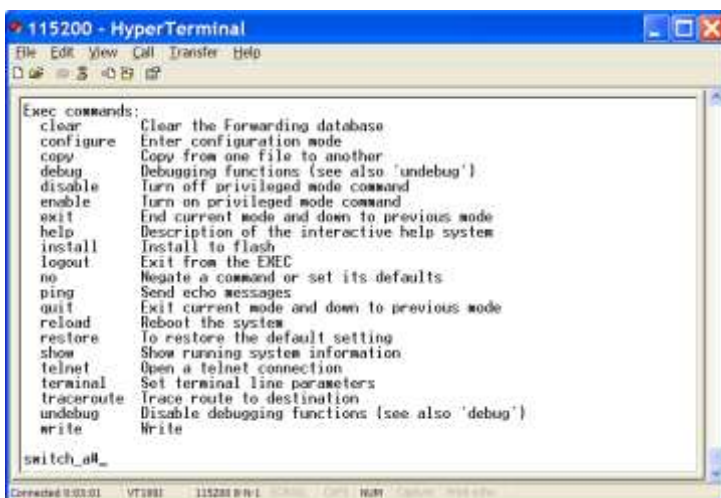 115200 - HyperTerminal
File Edit View Call Transfer Help
Exec commands:
clear Clear the Forwarding database
configure Enter configuration mode
copy Copy from one file to another
debug Debugging functions (see also 'undebug')
disable Turn off privileged mode command
enable Turn on privileged mode command
exit End current mode and down to previous mode
help Description of the interactive help system
install Install to flash
logout Exit from the EXEC
no Negate a command or set its defaults
ping Send echo messages
quit Exit current mode and down to previous mode
reload Reboot the system
restore To restore the default setting
show Show running system information
telnet Open a telnet connection
terminal Set terminal line parameters
traceroute Trace route to destination
undebug Disable debugging functions (see also 'debug')
write Write
switch_a#_
Connected 0:03:01 VT100J 115200 8-N-1 SCROLL CAPS NUM Capture Print echo